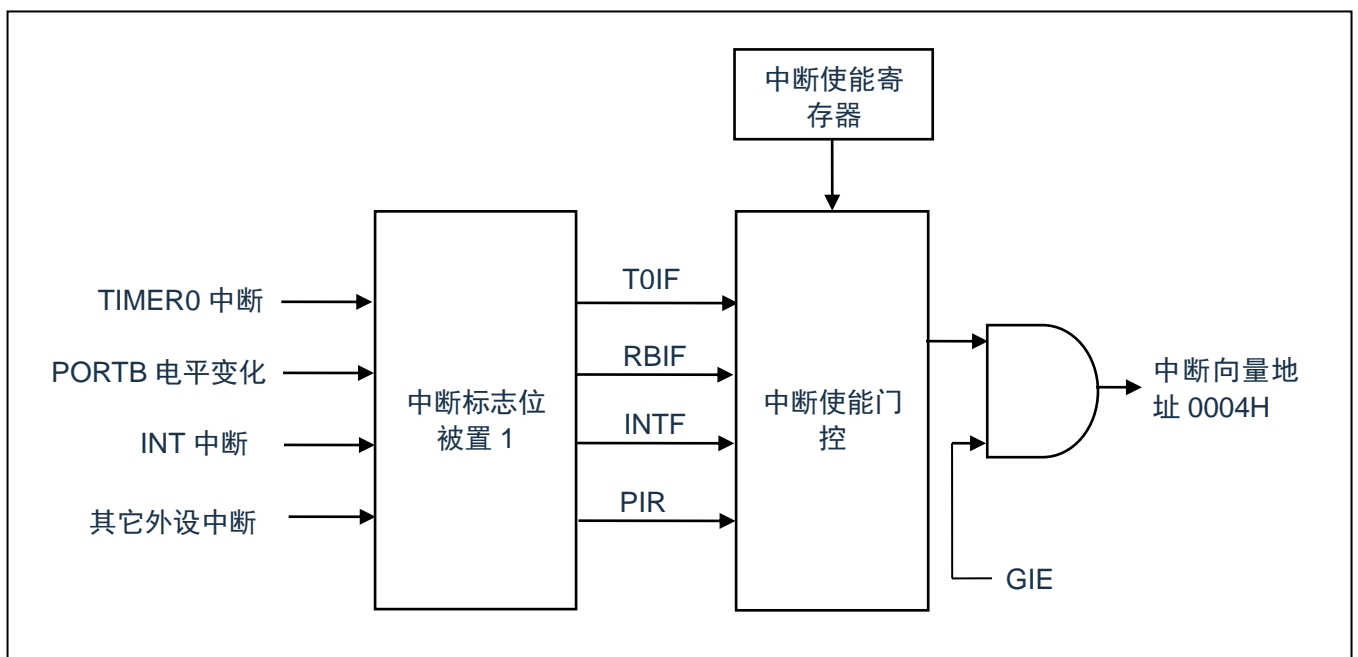 中断使能寄
存器
TIMER0 中断
PORTB 电平变化
INT 中断
其它外设中断
中断标志位
被置 1
T0IF
RBIF
INTF
PIR
中断使能门
控
中断向量地
址 0004H
GIE